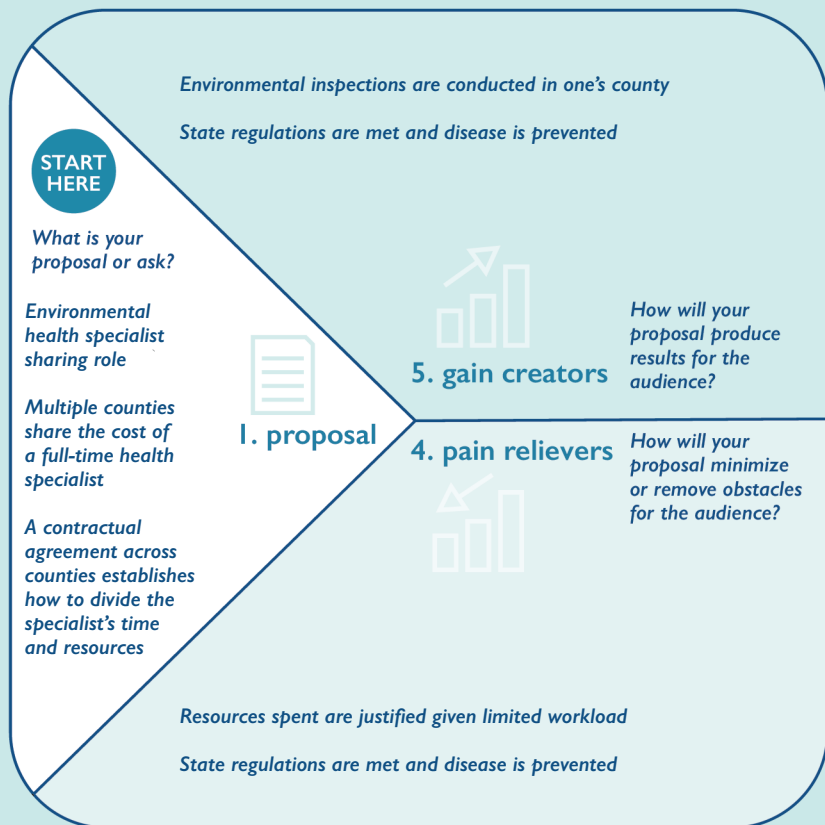 Environmental inspections are conducted in one’s county
State regulations are met and disease is prevented
START
HERE
What is your
proposal or ask?
Environmental
health specialist
sharing role
Multiple counties
share the cost of
a full-time health
specialist
A contractual
agreement across
counties establishes
how to divide the
specialist’s time
and resources
1. proposal
5. gain creators
How will your
proposal produce
results for the
audience?
4. pain relievers
How will your
proposal minimize
or remove obstacles
for the audience?
Resources spent are justified given limited workload
State regulations are met and disease is prevented